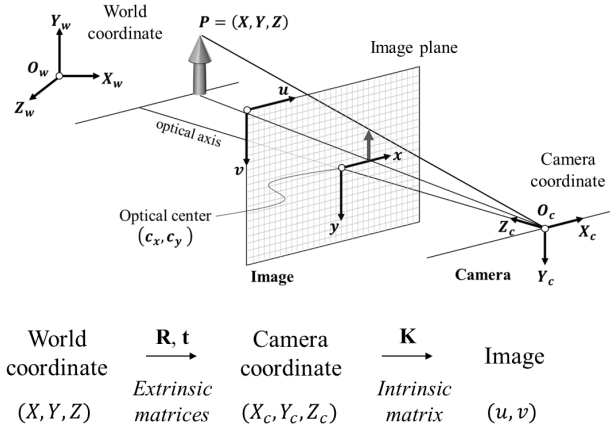 World
coordinate
Y_w
O_w
X_w
Z_w
P = (X, Y, Z)
Image plane
u
optical axis
v
x
Optical center
(c_x, c_y)
y
Image
Camera
coordinate
O_c
Z_c
X_c
Y_c
Camera
World
coordinate
(X, Y, Z)
R, t
Extrinsic
matrices
Camera
coordinate
(X_c, Y_c, Z_c)
K
Intrinsic
matrix
Image
(u, v)